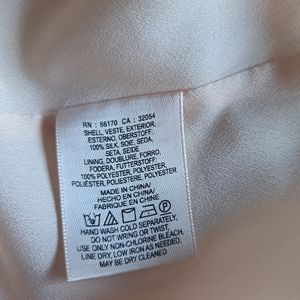 RN : 66170 CA : 32054
SHELL, VESTE, EXTERIOR,
ESTERNO, OBERSTOFF:
100% SILK, SOIE, SEDA,
SETA, SEIDE
LINING, DOUBLURE, FORRO,
FODERA, FUTTERSTOFF:
100% POLYESTER, POLYESTER,
POLIÉSTER, POLIESTERE, POLYESTER
MADE IN CHINA/
HECHO EN CHINA/
FABRIQUE EN CHINE
HAND WASH COLD SEPARATELY,
DO NOT WRING OR TWIST,
USE ONLY NON-CHLORINE BLEACH,
LINE DRY, LOW IRON AS NEEDED,
MAY BE DRY CLEANED